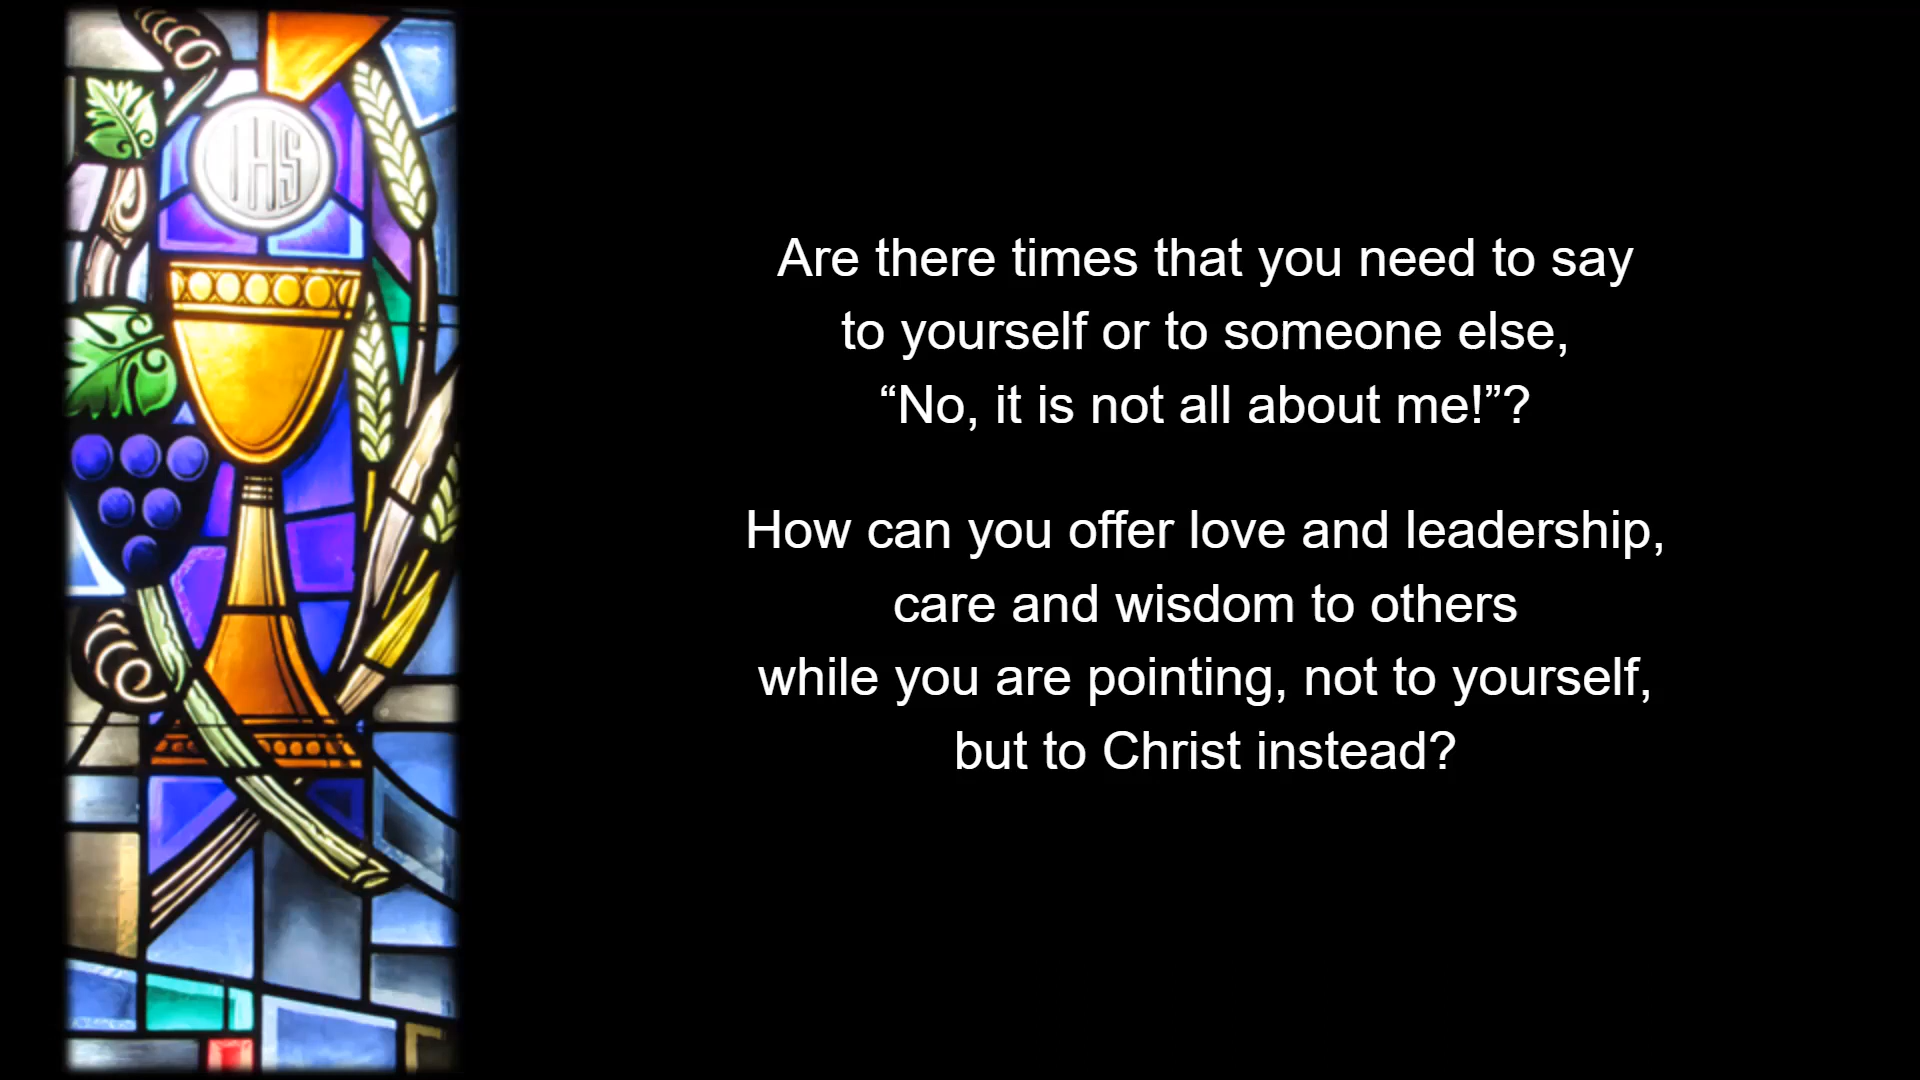 IHS
Are there times that you need to say
to yourself or to someone else,
“No, it is not all about me!”?
How can you offer love and leadership,
care and wisdom to others
while you are pointing, not to yourself,
but to Christ instead?